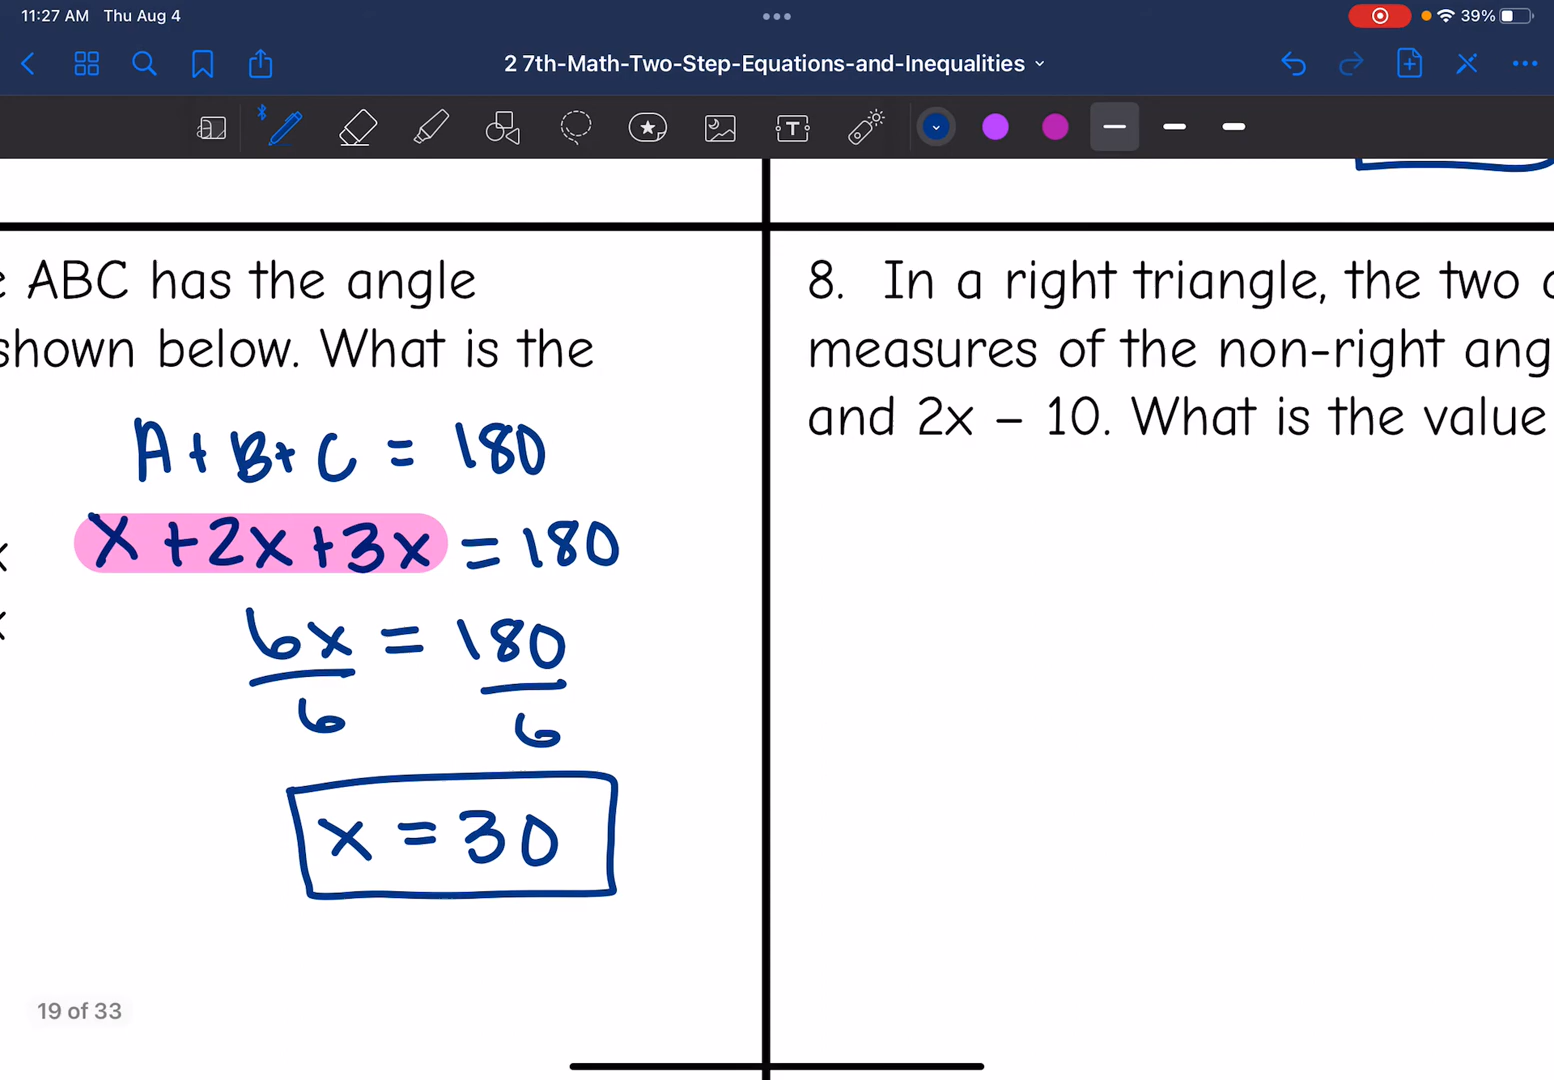 11:27 AM Thu Aug 4
39%
2 7th-Math-Two-Step-Equations-and-Inequalities
T
ABC has the angle
shown below. What is the
A + B + C = 180
x + 2x + 3x = 180
6x = 180
6 6
x = 30
19 of 33
8. In a right triangle, the two
measures of the non-right ang
and 2x – 10. What is the value